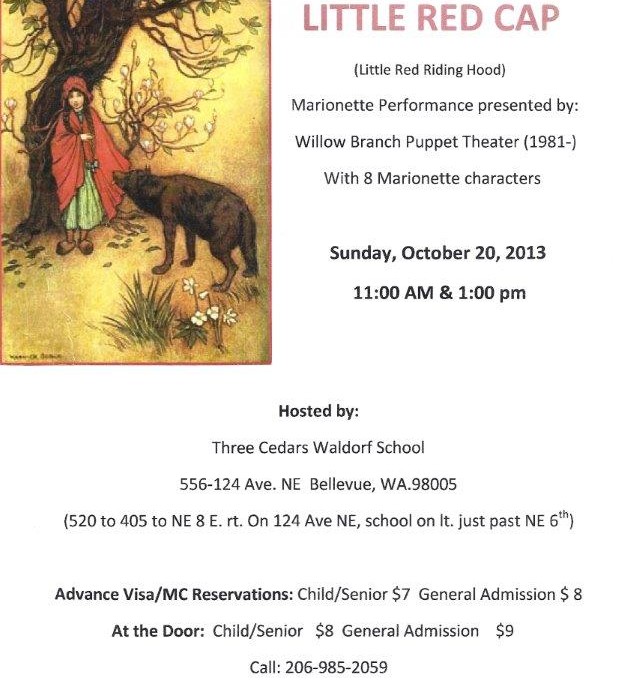 LITTLE RED CAP
(Little Red Riding Hood)
Marionette Performance presented by:
Willow Branch Puppet Theater (1981-)
With 8 Marionette characters
Sunday, October 20, 2013
11:00 AM & 1:00 pm
Hosted by:
Three Cedars Waldorf School
556-124 Ave. NE Bellevue, WA.98005
(520 to 405 to NE 8 E. rt. On 124 Ave NE, school on lt. just past NE 6th)
Advance Visa/MC Reservations: Child/Senior $7 General Admission $ 8
At the Door: Child/Senior $8 General Admission $9
Call: 206-985-2059